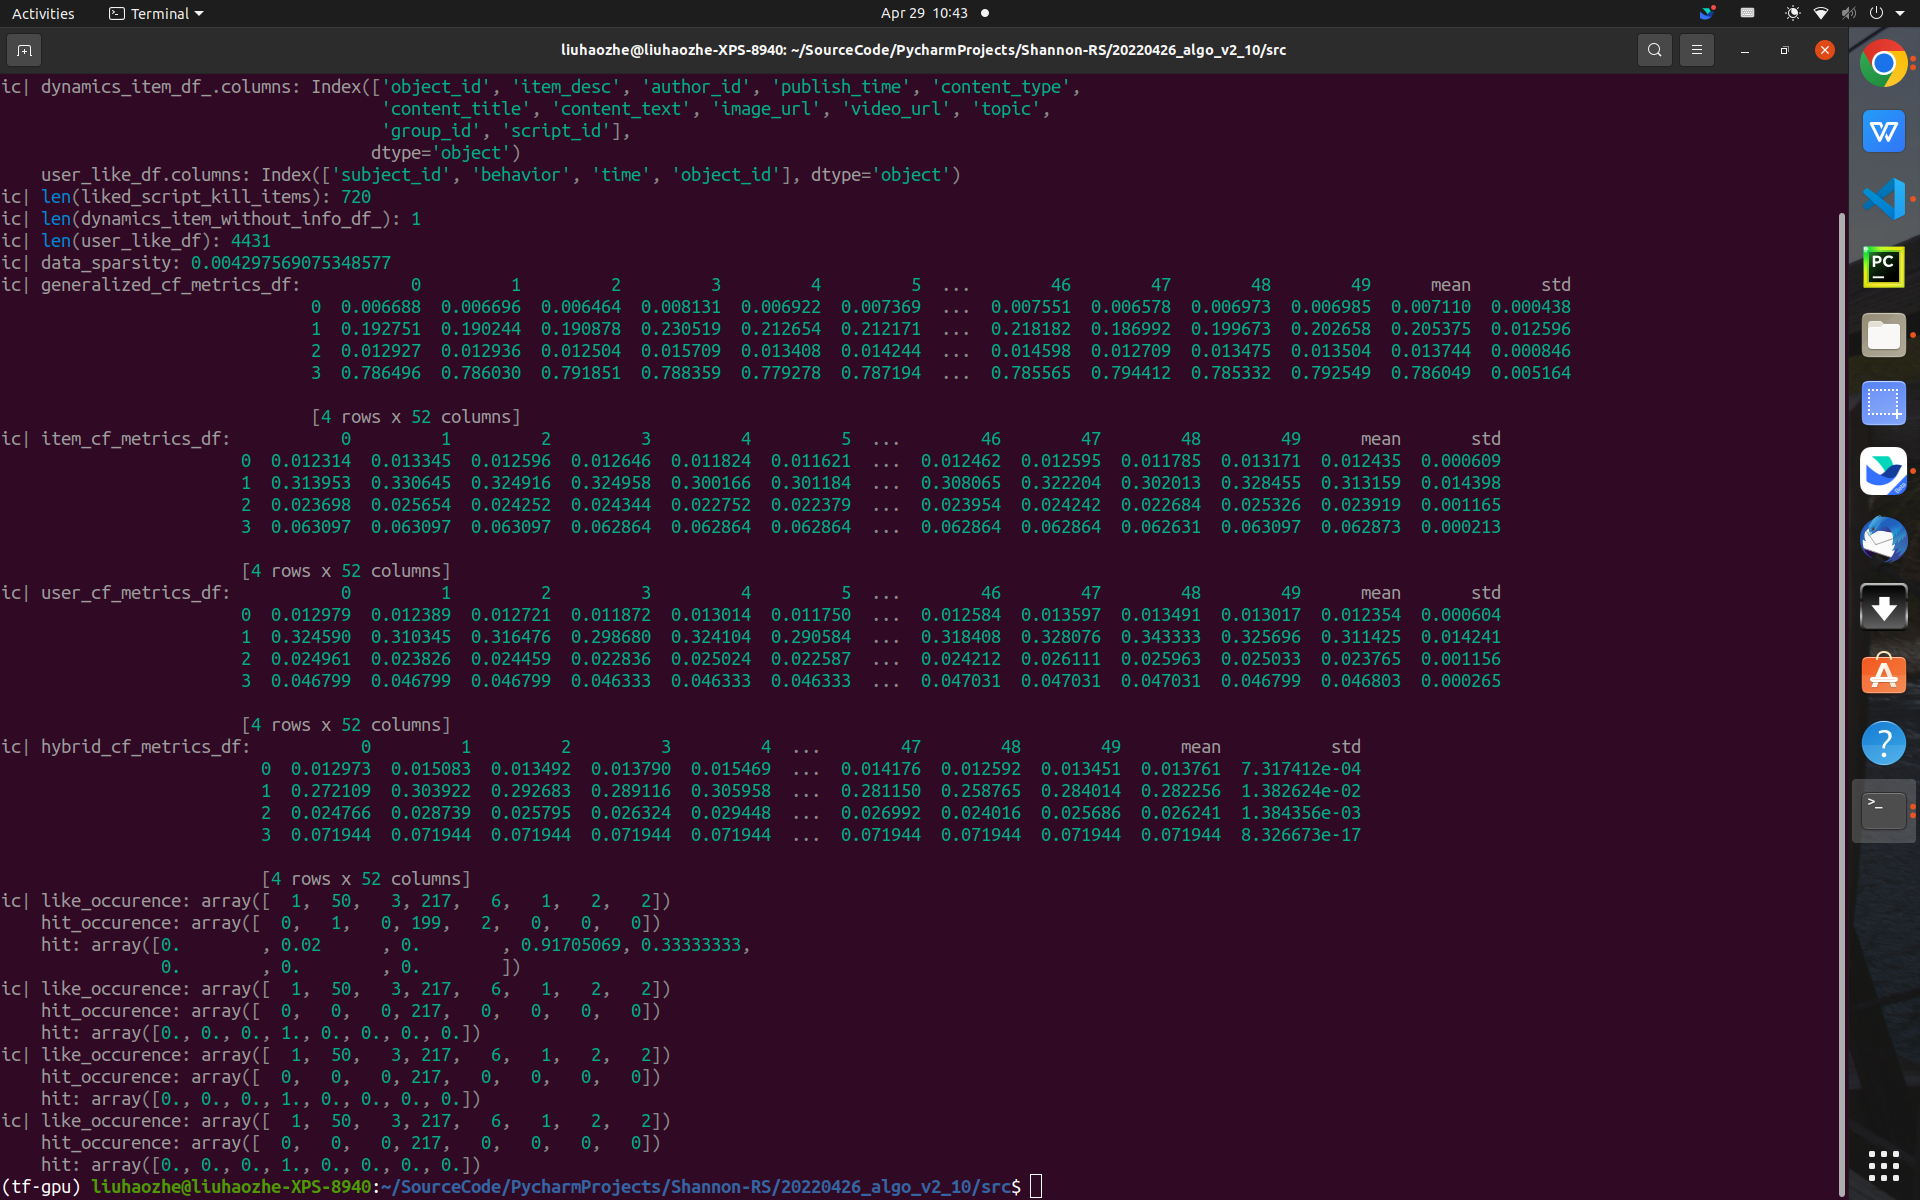 Activities Terminal Apr 29 10:43
liuhaozhe@liuhaozhe-XPS-8940: ~/SourceCode/PycharmProjects/Shannon-RS/20220426_algo_v2_10/src
ic| dynamics_item_df_.columns: Index(['object_id', 'item_desc', 'author_id', 'publish_time', 'content_type',
'content_title', 'content_text', 'image_url', 'video_url', 'topic',
'group_id', 'script_id'],
dtype='object')
user_like_df.columns: Index(['subject_id', 'behavior', 'time', 'object_id'], dtype='object')
ic| len(liked_script_kill_items): 720
ic| len(dynamics_item_without_info_df_): 1
ic| len(user_like_df): 4431
ic| data_sparsity: 0.004297569075348577
ic| generalized_cf_metrics_df: 0 1 2 3 4 5 ... 46 47 48 49 mean std
0 0.006688 0.006696 0.006464 0.008131 0.006922 0.007369 ... 0.007551 0.006578 0.006973 0.006985 0.007110 0.000438
1 0.192751 0.190244 0.190878 0.230519 0.212654 0.212171 ... 0.218182 0.186992 0.199673 0.202658 0.205375 0.012596
2 0.012927 0.012936 0.012504 0.015709 0.013408 0.014244 ... 0.014598 0.012709 0.013475 0.013504 0.013744 0.000846
3 0.786496 0.786030 0.791851 0.788359 0.779278 0.787194 ... 0.785565 0.794412 0.785332 0.792549 0.786049 0.005164
[4 rows x 52 columns]
ic| item_cf_metrics_df: 0 1 2 3 4 5 ... 46 47 48 49 mean std
0 0.012314 0.013345 0.012596 0.012646 0.011824 0.011621 ... 0.012462 0.012595 0.011785 0.013171 0.012435 0.000609
1 0.313953 0.330645 0.324916 0.324958 0.300166 0.301184 ... 0.308065 0.322204 0.302013 0.328455 0.313159 0.014398
2 0.023698 0.025654 0.024252 0.024344 0.022752 0.022379 ... 0.023954 0.024242 0.022684 0.025326 0.023919 0.001165
3 0.063097 0.063097 0.063097 0.062864 0.062864 0.062864 ... 0.062864 0.062864 0.062631 0.063097 0.062873 0.000213
[4 rows x 52 columns]
ic| user_cf_metrics_df: 0 1 2 3 4 5 ... 46 47 48 49 mean std
0 0.012979 0.012389 0.012721 0.011872 0.013014 0.011750 ... 0.012584 0.013597 0.013491 0.013017 0.012354 0.000604
1 0.324590 0.310345 0.316476 0.298680 0.324104 0.290584 ... 0.318408 0.328076 0.343333 0.325696 0.311425 0.014241
2 0.024961 0.023826 0.024459 0.022836 0.025024 0.022587 ... 0.024212 0.026111 0.025963 0.025033 0.023765 0.001156
3 0.046799 0.046799 0.046799 0.046333 0.046333 0.046333 ... 0.047031 0.047031 0.047031 0.046799 0.046803 0.000265
[4 rows x 52 columns]
ic| hybrid_cf_metrics_df: 0 1 2 3 4 ... 47 48 49 mean std
0 0.012973 0.015083 0.013492 0.013790 0.015469 ... 0.014176 0.012592 0.013451 0.013761 7.317412e-04
1 0.272109 0.303922 0.292683 0.289116 0.305958 ... 0.281150 0.258765 0.284014 0.282256 1.382624e-02
2 0.024766 0.028739 0.025795 0.026324 0.029448 ... 0.026992 0.024016 0.025686 0.026241 1.384356e-03
3 0.071944 0.071944 0.071944 0.071944 0.071944 ... 0.071944 0.071944 0.071944 0.071944 8.326673e-17
[4 rows x 52 columns]
ic| like_occurence: array([ 1, 50, 3, 217, 6, 1, 2, 2])
hit_occurence: array([ 0, 1, 0, 199, 2, 0, 0, 0])
hit: array([0. , 0.02 , 0. , 0.91705069, 0.33333333,
0. , 0. , 0. ])
ic| like_occurence: array([ 1, 50, 3, 217, 6, 1, 2, 2])
hit_occurence: array([ 0, 0, 0, 217, 0, 0, 0, 0])
hit: array([0., 0., 0., 1., 0., 0., 0., 0.])
ic| like_occurence: array([ 1, 50, 3, 217, 6, 1, 2, 2])
hit_occurence: array([ 0, 0, 0, 217, 0, 0, 0, 0])
hit: array([0., 0., 0., 1., 0., 0., 0., 0.])
ic| like_occurence: array([ 1, 50, 3, 217, 6, 1, 2, 2])
hit_occurence: array([ 0, 0, 0, 217, 0, 0, 0, 0])
hit: array([0., 0., 0., 1., 0., 0., 0., 0.])
(tf-gpu) liuhaozhe@liuhaozhe-XPS-8940:~/SourceCode/PycharmProjects/Shannon-RS/20220426_algo_v2_10/src$
PC